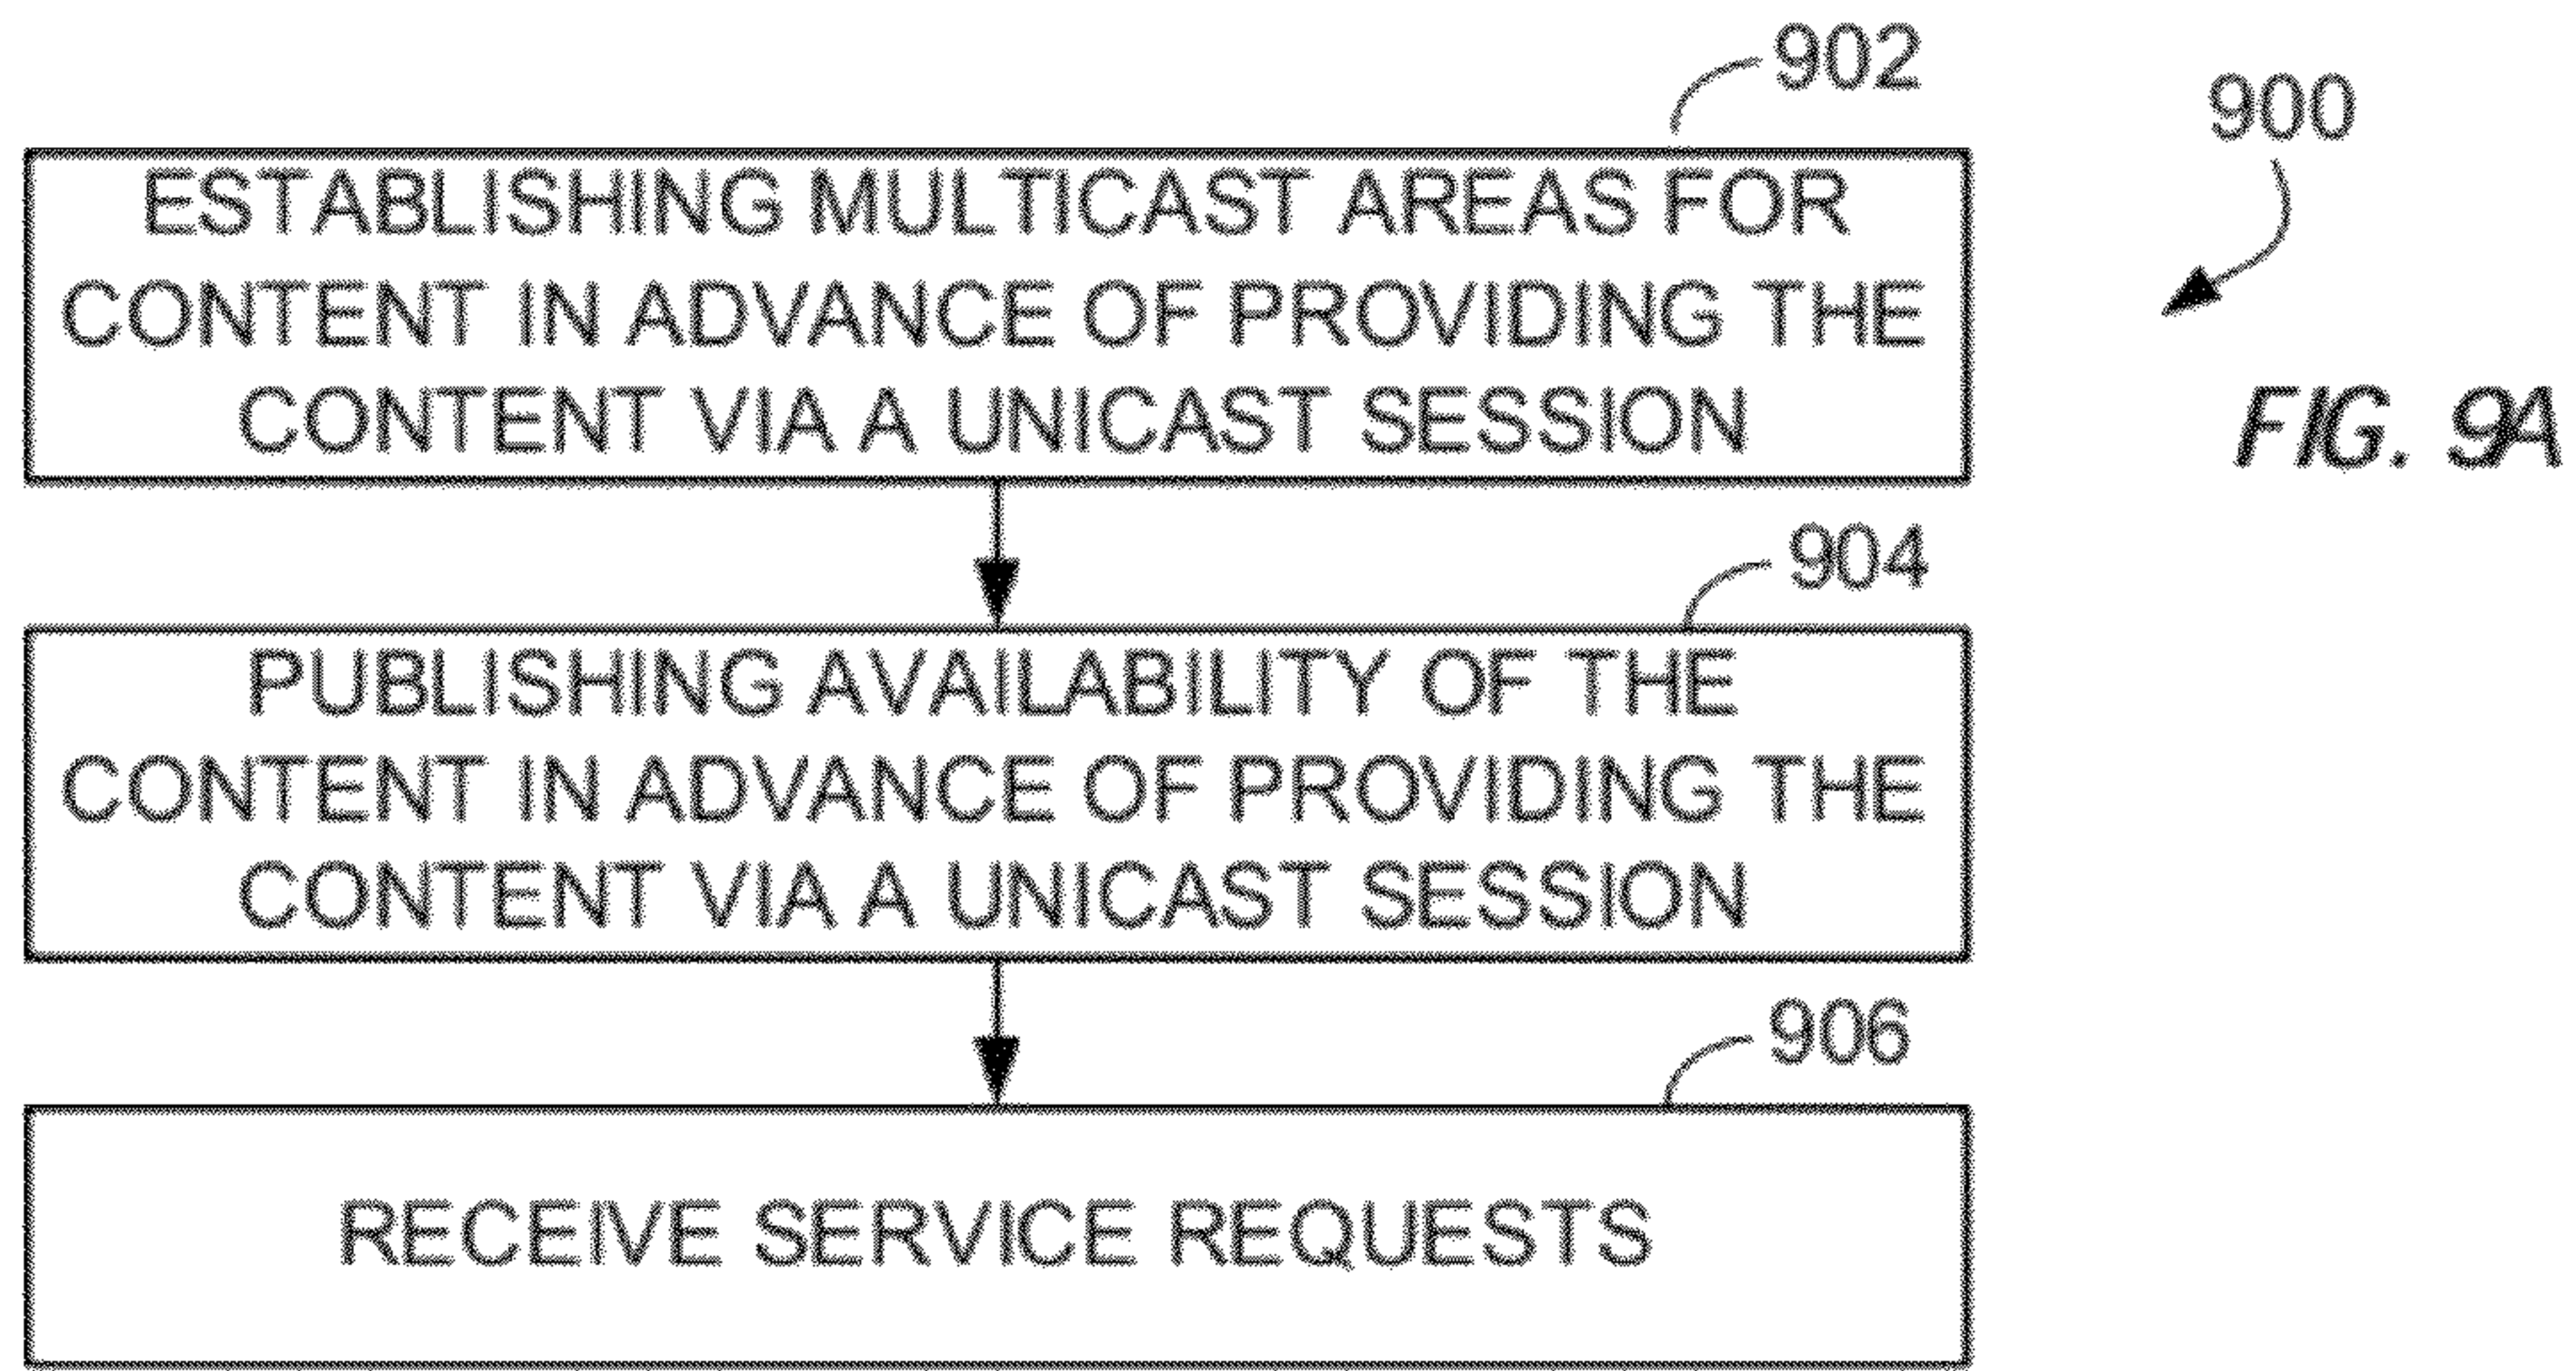 902
900
ESTABLISHING MULTICAST AREAS FOR
CONTENT IN ADVANCE OF PROVIDING THE
CONTENT VIA A UNICAST SESSION
FIG. 9A
904
PUBLISHING AVAILABILITY OF THE
CONTENT IN ADVANCE OF PROVIDING THE
CONTENT VIA A UNICAST SESSION
906
RECEIVE SERVICE REQUESTS